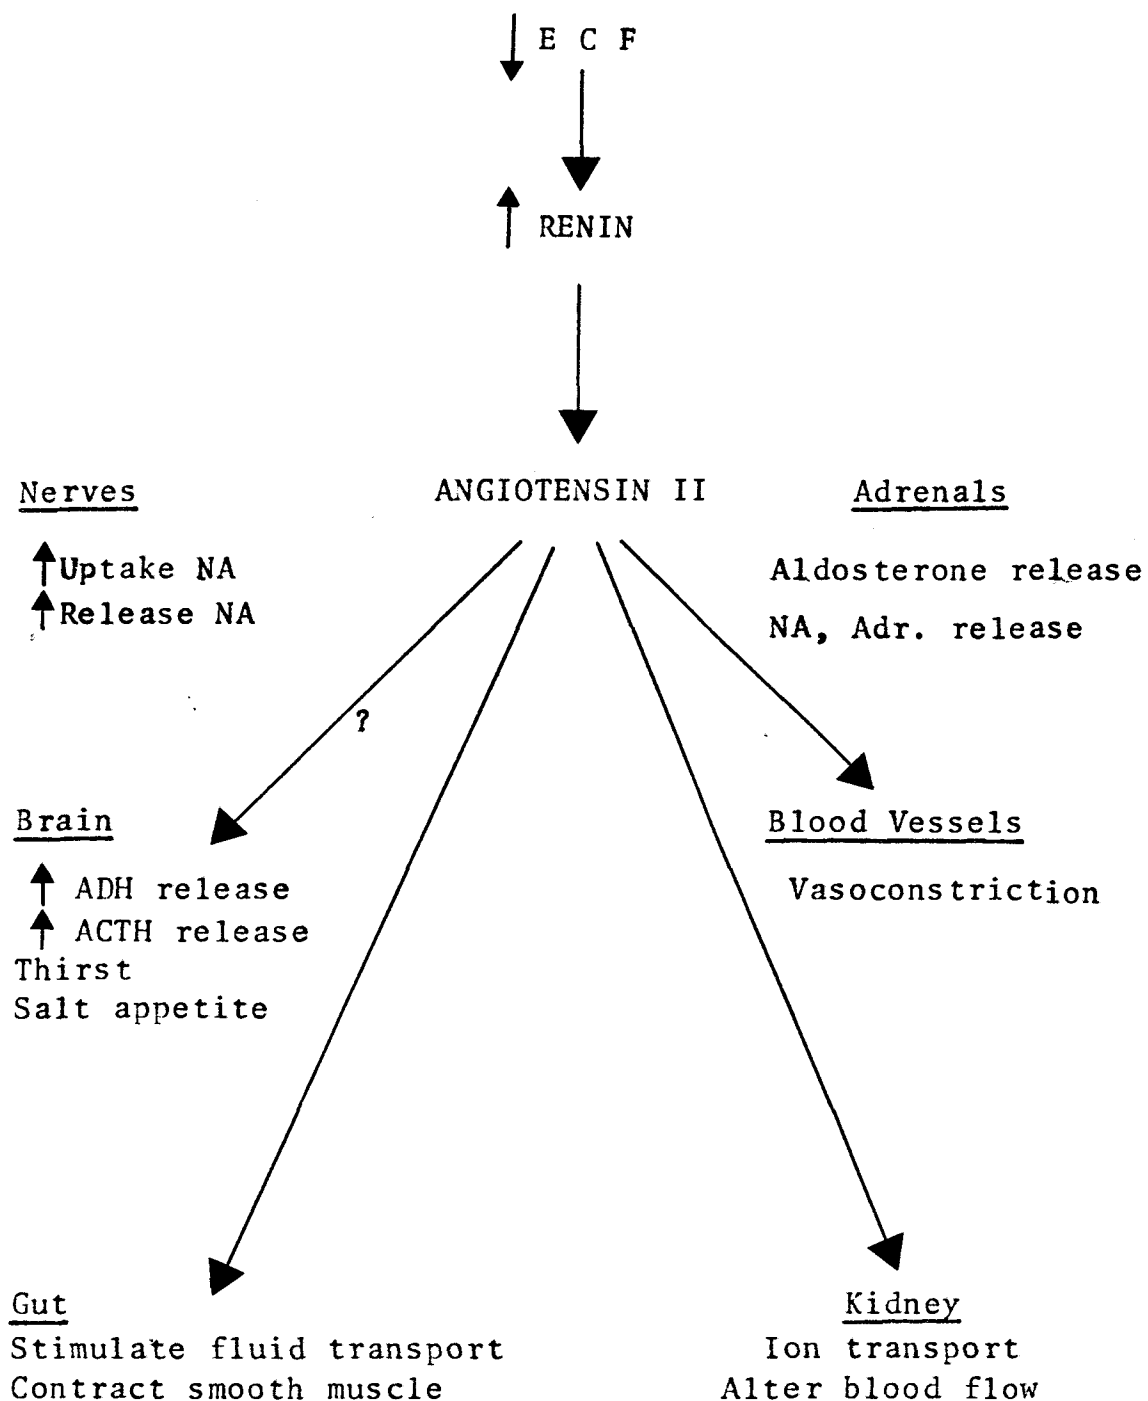 ↓ E C F
↑ RENIN
Nerves
ANGIOTENSIN II
Adrenals
↑Uptake NA
↑Release NA
Aldosterone release
NA, Adr. release
?
Brain
↑ ADH release
↑ ACTH release
Thirst
Salt appetite
Blood Vessels
Vasoconstriction
Gut
Stimulate fluid transport
Contract smooth muscle
Kidney
Ion transport
Alter blood flow